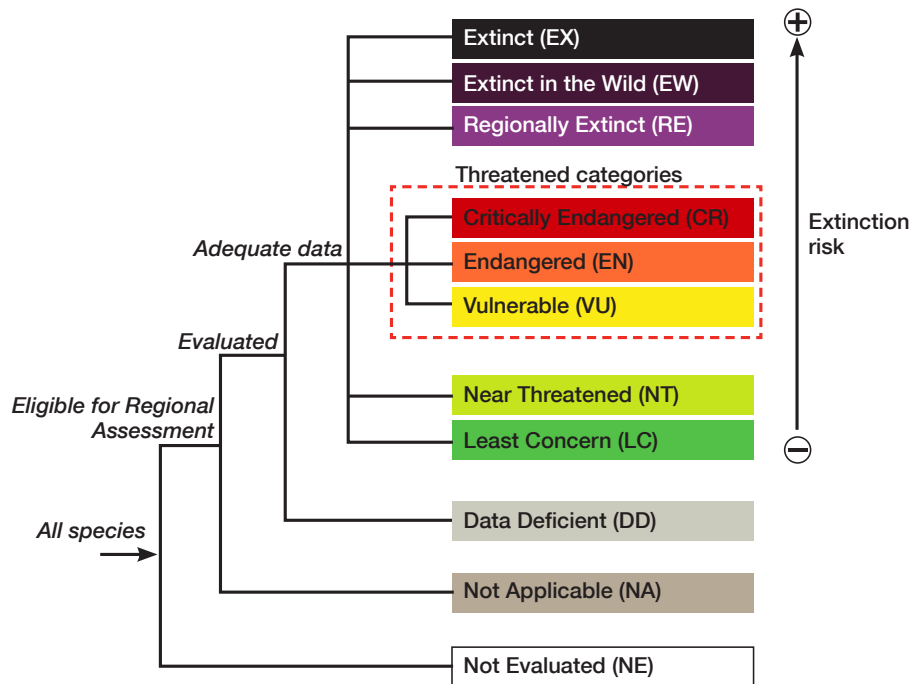 Extinct (EX)
Extinct in the Wild (EW)
Regionally Extinct (RE)
Threatened categories
Critically Endangered (CR)
Endangered (EN)
Vulnerable (VU)
Near Threatened (NT)
Least Concern (LC)
Data Deficient (DD)
Not Applicable (NA)
Not Evaluated (NE)
Adequate data
Evaluated
Eligible for Regional
Assessment
All species
+
Extinction
risk
−